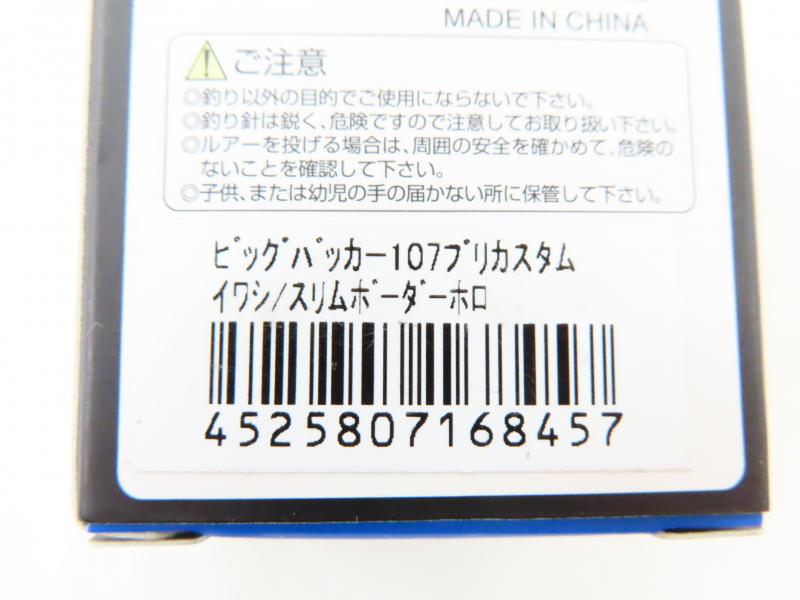 MADE IN CHINA
ご注意
◎釣り以外の目的でご使用にならないで下さい。
◎釣り針は鋭く、危険ですので注意してお取り扱い下さい。
◎ルアーを投げる場合は、周囲の安全を確かめて、危険の
ないことを確認して下さい。
◎子供、または幼児の手の届かない所に保管して下さい。
ビッグバッカー107ブリカスタム
イワシ/スリムボーダーホロ
4525807168457